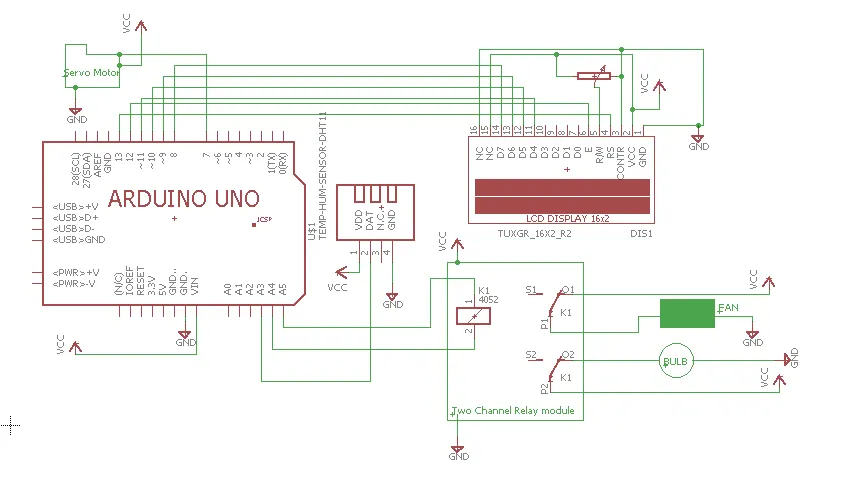 VCC
Servo Motor
GND
28(SCL)
27(SDA)
AREF
GND
13
12
~11
~10
~9
8
7
~6
~5
4
~3
2
1(TX)
0(RX)
ARDUINO UNO
JCSP
<USB>+V
<USB>D+
<USB>D-
<USB>GND
<PWR>+V
<PWR>-V
(N/C)
IOREF
RESET
3.3V
5V
GND.
GND.
VIN
A0
A1
A2
A3
A4
A5
VCC
GND
U$1
TEMP-HUM-SENSOR-DHT11
VDD
DAT
N.C.
GND
1
2
3
4
VCC
GND
VCC
GND
16
15
14
13
12
11
10
9
8
7
6
5
4
3
2
1
NC
NC
D7
D6
D5
D4
D3
D2
D1
D0
E
R/W
RS
CONTR
VCC
GND
LCD DISPLAY 16x2
TUXGR_16X2_R2
DIS1
VCC
K1
4052
1
2
S1
O1
K1
P1
S2
O2
K1
P2
Two Channel Relay module
GND
VCC
FAN
GND
BULB
GND
VCC